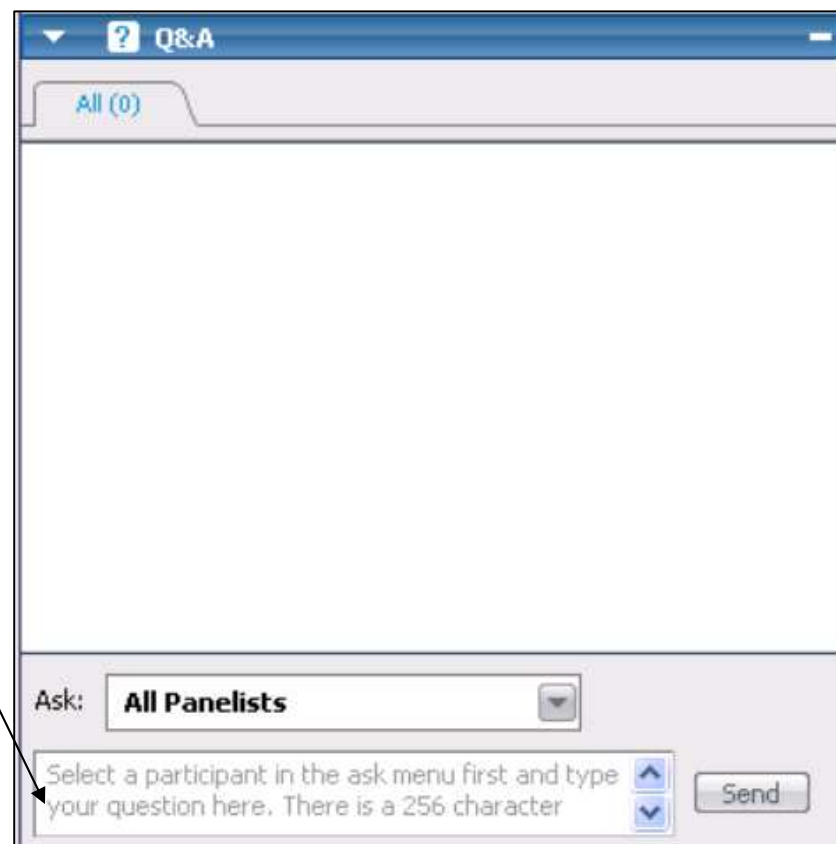 ? Q&A
All (0)
Ask: All Panelists
Select a participant in the ask menu first and type
your question here. There is a 256 character
Send